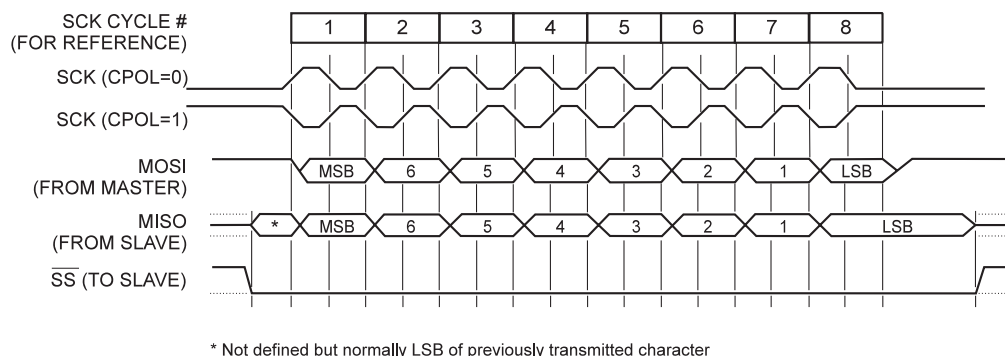 SCK CYCLE #
(FOR REFERENCE)
1 2 3 4 5 6 7 8
SCK (CPOL=0)
SCK (CPOL=1)
MOSI
(FROM MASTER)
MSB 6 5 4 3 2 1 LSB
MISO
(FROM SLAVE)
* MSB 6 5 4 3 2 1 LSB
SS (TO SLAVE)
* Not defined but normally LSB of previously transmitted character